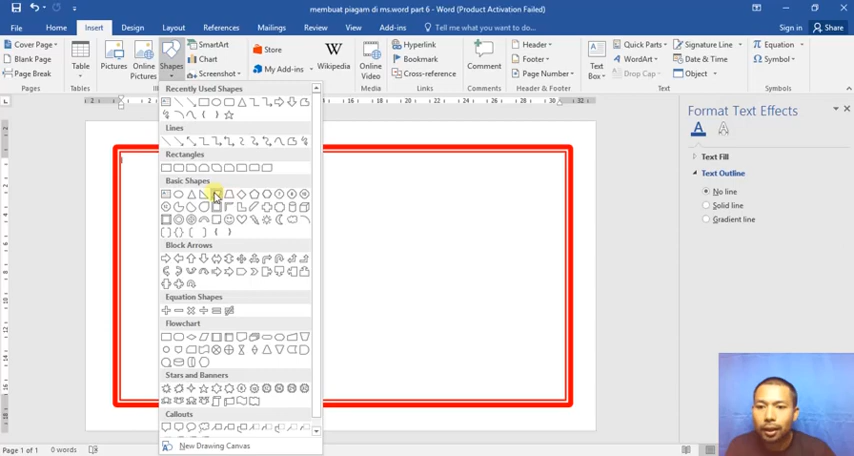 membuat piagam di ms.word part 6 - Word (Product Activation Failed)
File Home Insert Design Layout References Mailings Review View Add-ins Tell me what you want to do... Sign in Share
Cover Page
Blank Page
Page Break
Pages
Table
Tables
Pictures
Online Pictures
Shapes
SmartArt
Chart
Screenshot
Store
My Add-ins
Wikipedia
Online Video
Media
Hyperlink
Bookmark
Cross-reference
Links
Comment
Comments
Header
Footer
Page Number
Header & Footer
Text Box
Quick Parts
WordArt
Drop Cap
Signature Line
Date & Time
Object
Text
Equation
Symbol
Symbols
Recently Used Shapes
Lines
Rectangles
Basic Shapes
Block Arrows
Equation Shapes
Flowchart
Stars and Banners
Callouts
New Drawing Canvas
Format Text Effects
Text Fill
Text Outline
No line
Solid line
Gradient line
Page 1 of 1 0 words